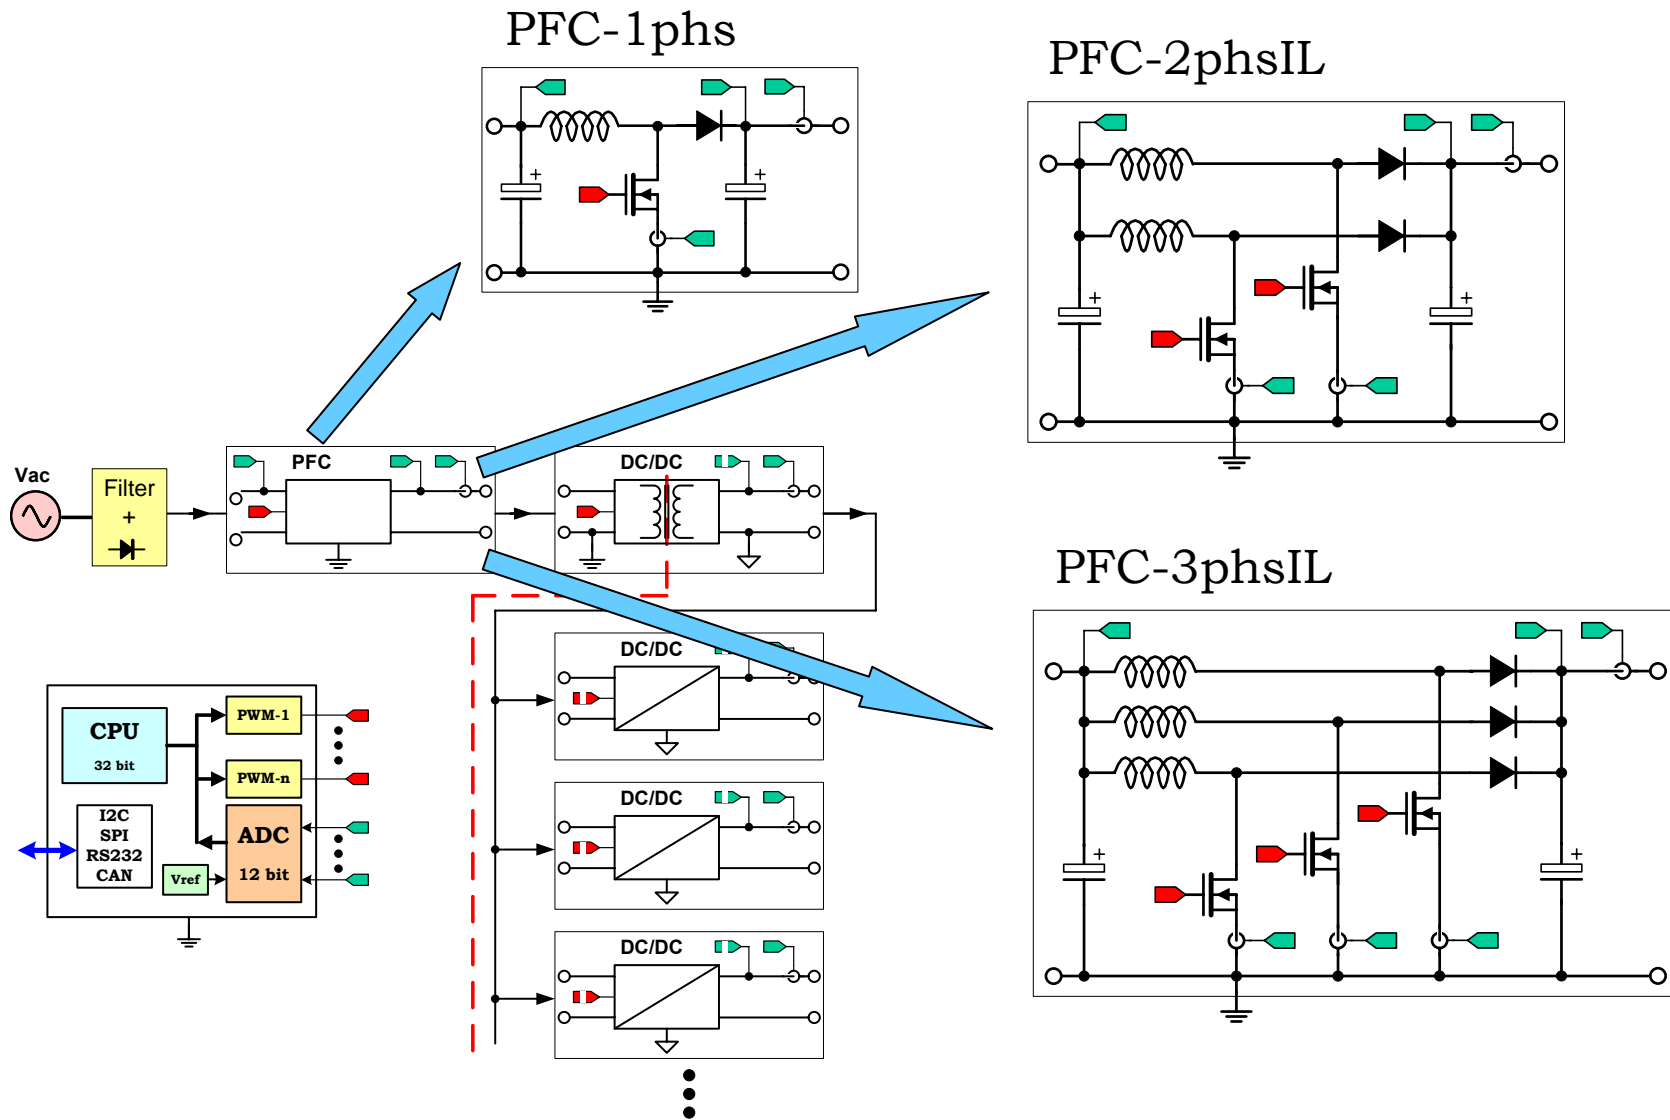 PFC-1phs
PFC-2phsIL
+
+
+
+
Vac
Filter
+
PFC
DC/DC
PFC-3phsIL
DC/DC
CPU
32 bit
PWM-1
PWM-n
I2C
SPI
RS232
CAN
ADC
12 bit
Vref
DC/DC
DC/DC
+
+